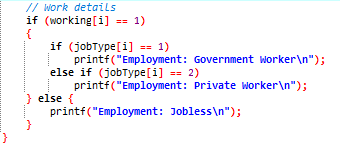 // Work details
if (working[i] == 1)
{
if (jobType[i] == 1)
printf("Employment: Government Worker\n");
else if (jobType[i] == 2)
printf("Employment: Private Worker\n");
} else {
printf("Employment: Jobless\n");
}
}